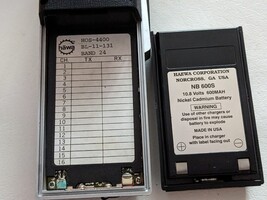 HOS-4400
RL-11-131
BAND 24
CH TX RX
1
2
3
4
5
6
7
8
9
10
11
12
13
14
15
16
HAEWA CORPORATION
NORCROSS, GA USA
NB 600S
10.8 Volts 600MAH
Nickel Cadmium Battery
WARNING
Use of other chargers or
disposal in fire may cause
battery to explode
MADE IN USA
Place in charger
with label facing out